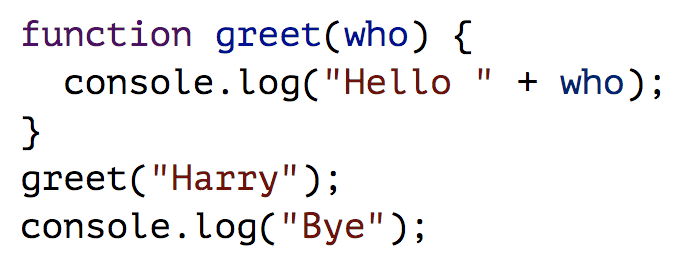 function greet(who) {
  console.log("Hello " + who);
}
greet("Harry");
console.log("Bye");